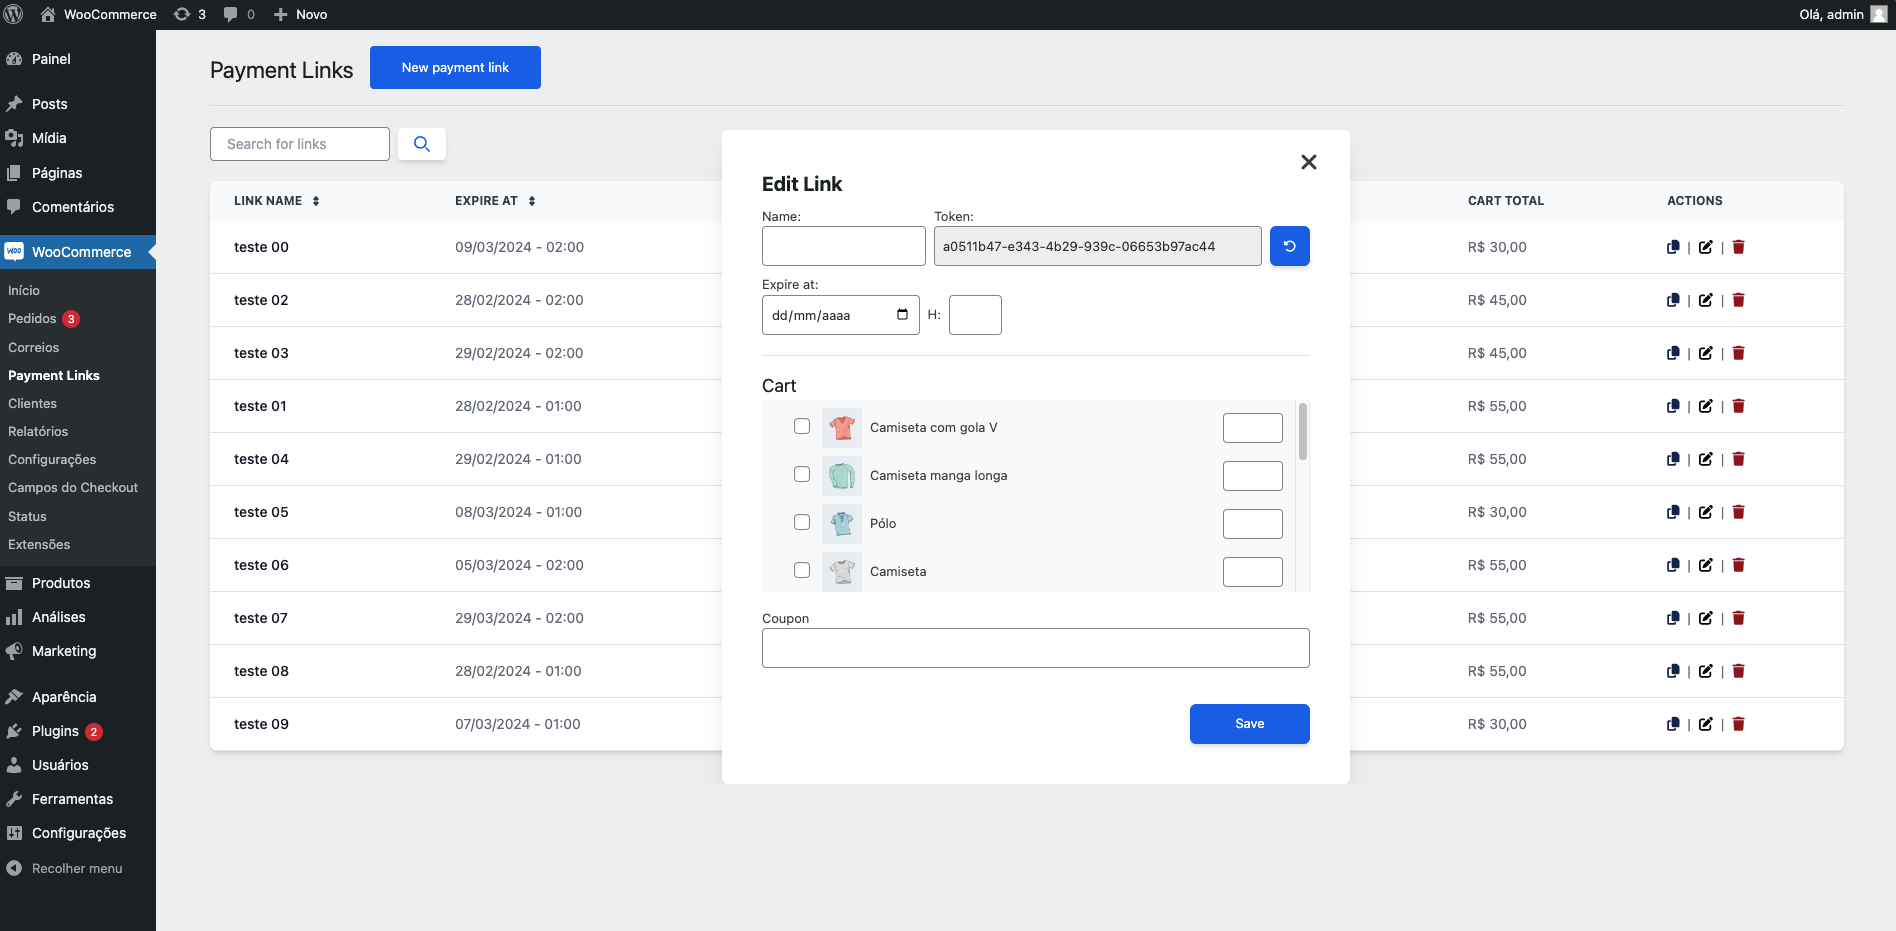 WooCommerce 3 0 Novo Olá, admin
Painel
Posts
Mídia
Páginas
Comentários
WooCommerce
Início
Pedidos 3
Correios
Payment Links
Clientes
Relatórios
Configurações
Campos do Checkout
Status
Extensões
Produtos
Análises
Marketing
Aparência
Plugins 2
Usuários
Ferramentas
Configurações
Recolher menu
Payment Links New payment link
Search for links
LINK NAME EXPIRE AT CART TOTAL ACTIONS
teste 00 09/03/2024 - 02:00 R$ 30,00 | |
teste 02 28/02/2024 - 02:00 R$ 45,00 | |
teste 03 29/02/2024 - 02:00 R$ 45,00 | |
teste 01 28/02/2024 - 01:00 R$ 55,00 | |
teste 04 29/02/2024 - 01:00 R$ 55,00 | |
teste 05 08/03/2024 - 01:00 R$ 30,00 | |
teste 06 05/03/2024 - 02:00 R$ 55,00 | |
teste 07 29/03/2024 - 02:00 R$ 55,00 | |
teste 08 28/02/2024 - 01:00 R$ 55,00 | |
teste 09 07/03/2024 - 01:00 R$ 30,00 | |
Edit Link
Name: Token:
a0511b47-e343-4b29-939c-06653b97ac44
Expire at:
dd/mm/aaaa H:
Cart
Camiseta com gola V
Camiseta manga longa
Pólo
Camiseta
Coupon
Save